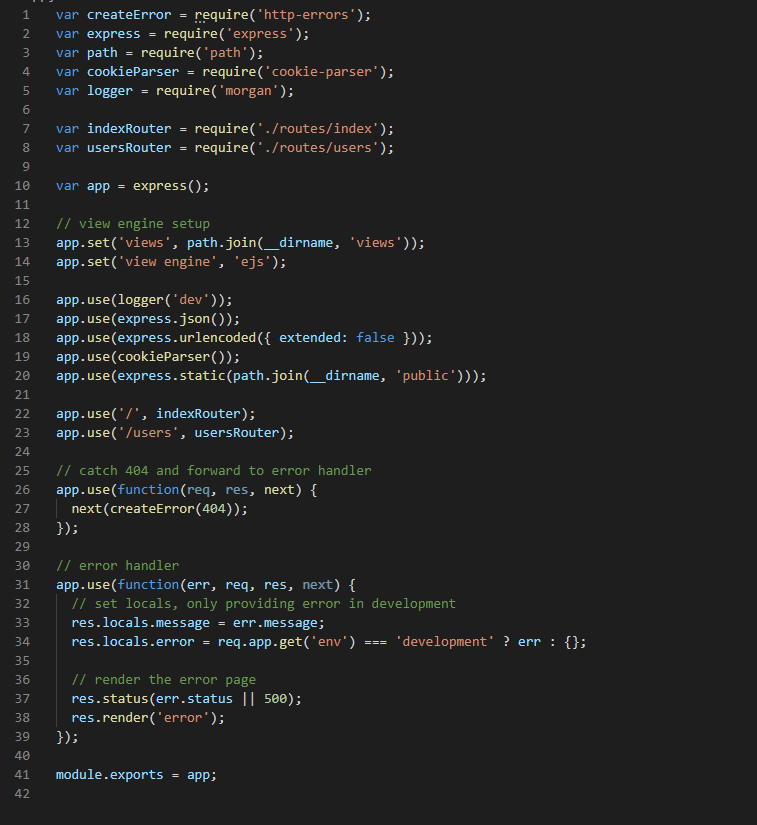 1 var createError = require('http-errors');
2 var express = require('express');
3 var path = require('path');
4 var cookieParser = require('cookie-parser');
5 var logger = require('morgan');
6
7 var indexRouter = require('./routes/index');
8 var usersRouter = require('./routes/users');
9
10 var app = express();
11
12 // view engine setup
13 app.set('views', path.join(__dirname, 'views'));
14 app.set('view engine', 'ejs');
15
16 app.use(logger('dev'));
17 app.use(express.json());
18 app.use(express.urlencoded({ extended: false }));
19 app.use(cookieParser());
20 app.use(express.static(path.join(__dirname, 'public')));
21
22 app.use('/', indexRouter);
23 app.use('/users', usersRouter);
24
25 // catch 404 and forward to error handler
26 app.use(function(req, res, next) {
27   next(createError(404));
28 });
29
30 // error handler
31 app.use(function(err, req, res, next) {
32   // set locals, only providing error in development
33   res.locals.message = err.message;
34   res.locals.error = req.app.get('env') === 'development' ? err : {};
35
36   // render the error page
37   res.status(err.status || 500);
38   res.render('error');
39 });
40
41 module.exports = app;
42